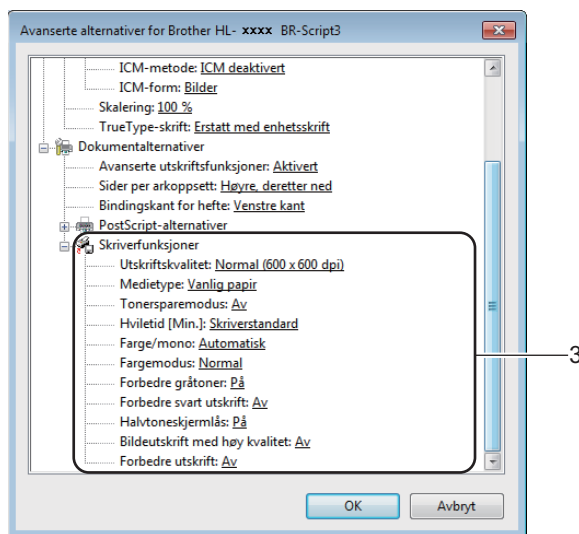 Avanserte alternativer for Brother HL- xxxx BR-Script3
ICM-metode: ICM deaktivert
ICM-form: Bilder
Skalering: 100 %
TrueType-skrift: Erstatt med enhetsskrift
Dokumentalternativer
Avanserte utskriftsfunksjoner: Aktivert
Sider per arkoppsett: Høyre, deretter ned
Bindingskant for hefte: Venstre kant
PostScript-alternativer
Skriverfunksjoner
Utskriftskvalitet: Normal (600 x 600 dpi)
Medietype: Vanlig papir
Tonersparemodus: Av
Hviletid [Min.]: Skriverstandard
Farge/mono: Automatisk
Fargemodus: Normal
Forbedre gråtoner: På
Forbedre svart utskrift: Av
Halvtoneskjermlås: På
Bildeutskrift med høy kvalitet: Av
Forbedre utskrift: Av
3
OK Avbryt